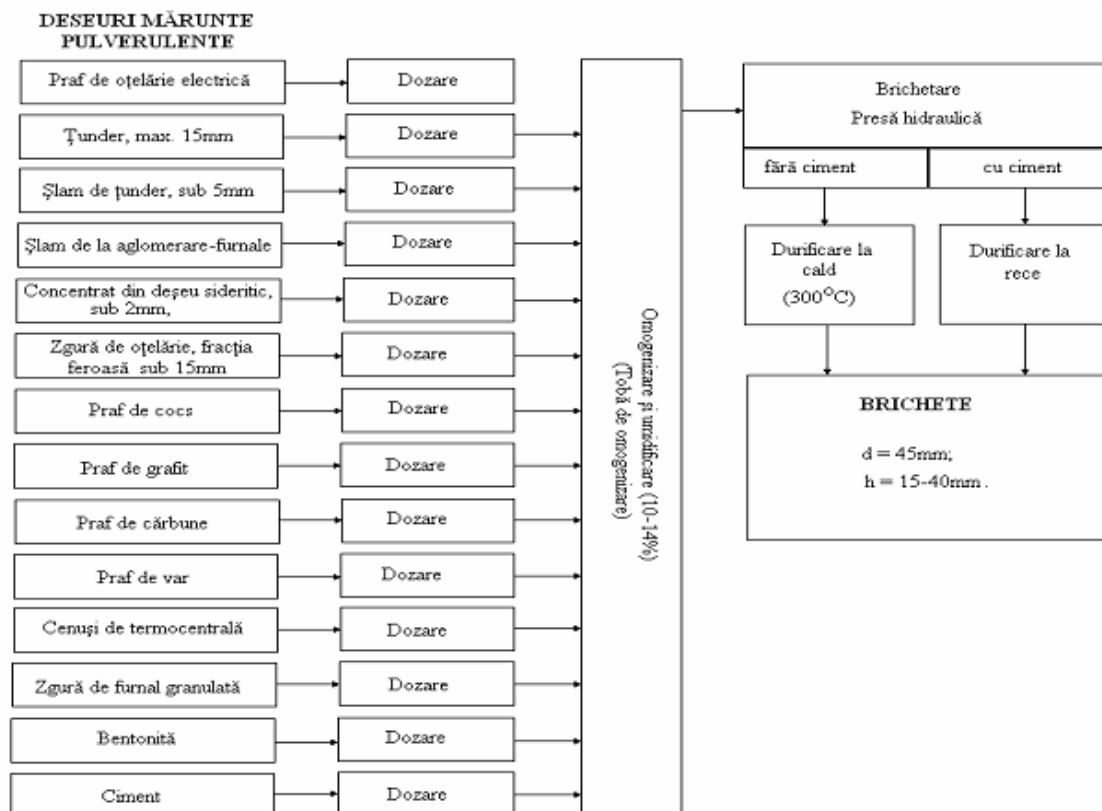 DESEURI MĂRUNTE
PULVERULENTE
Praf de oţelărie electrică
Dozare
Ţunder, max. 15mm
Dozare
Şlam de ţunder, sub 5mm
Dozare
Şlam de la aglomerare-furnale
Dozare
Concentrat din deşeu sideritic,
sub 2mm,
Dozare
Zgură de oţelărie, fracţia
feroasă sub 15mm
Dozare
Praf de cocs
Dozare
Praf de grafit
Dozare
Praf de cărbune
Dozare
Praf de var
Dozare
Cenuşi de termocentrală
Dozare
Zgură de furnal granulată
Dozare
Bentonită
Dozare
Ciment
Dozare
Omogenizare şi umidificare (10-14%)
(Tobă de omogenizare)
Brichetare
Presă hidraulică
fără ciment
cu ciment
Durificare la
cald
(300°C)
Durificare la
rece
BRICHETE
d = 45mm;
h = 15-40mm.